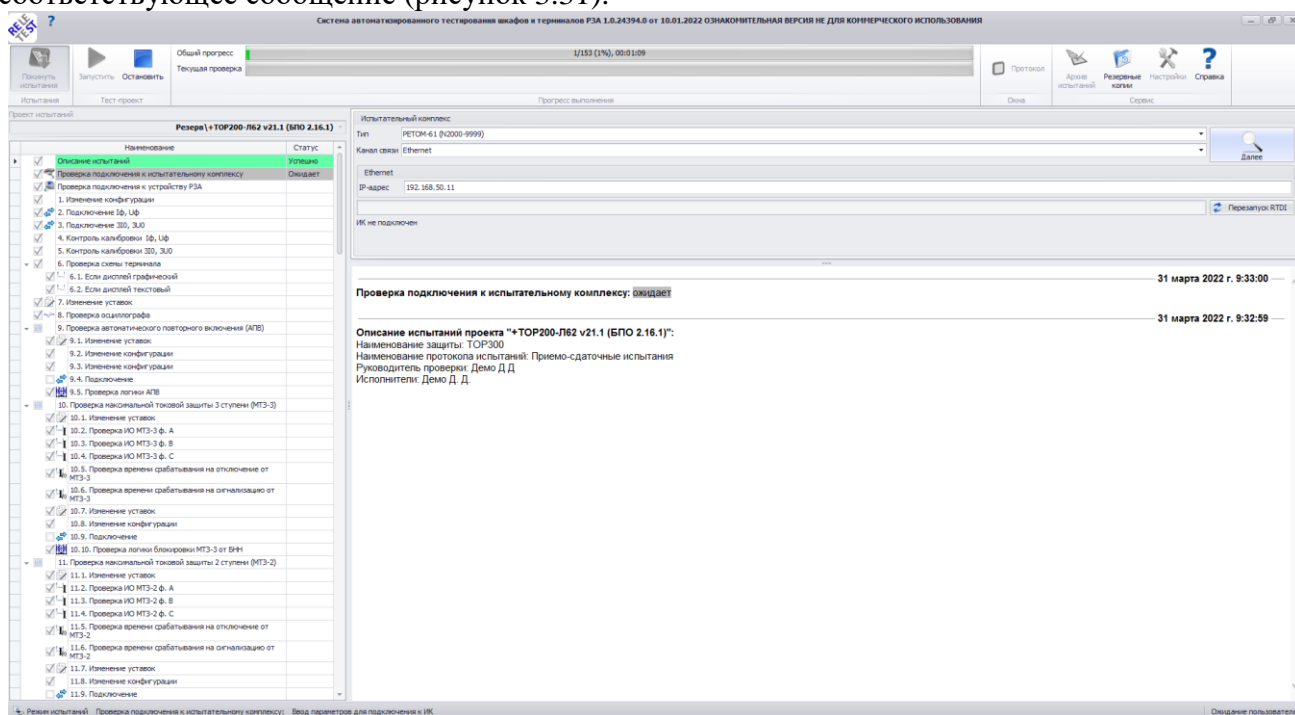 соответствующее сообщение (рисунок 3.31).
RELE TEST
?
Система автоматизированного тестирования шкафов и терминалов РЗА 1.0.24394.0 от 10.01.2022 ОЗНАКОМИТЕЛЬНАЯ ВЕРСИЯ НЕ ДЛЯ КОММЕРЧЕСКОГО ИСПОЛЬЗОВАНИЯ
Покинуть испытания
Запустить
Остановить
Общий прогресс
1/153 (1%), 00:01:09
Текущая проверка
Протокол
Архив испытаний
Резервные копии
Настройки
Справка
Испытания
Тест-проект
Прогресс выполнения
Окна
Сервис
Проект испытаний
Резерв\+ТОР200-Л62 v21.1 (БПО 2.16.1)
Наименование Статус
Описание испытаний Успешно
Проверка подключения к испытательному комплексу Ожидает
Проверка подключения к устройству РЗА
1. Изменение конфигурации
2. Подключение Iф, Uф
3. Подключение 3I0, 3U0
4. Контроль калибровки Iф, Uф
5. Контроль калибровки 3I0, 3U0
6. Проверка схемы терминала
6.1. Если дисплей графический
6.2. Если дисплей текстовый
7. Изменение уставок
8. Проверка осциллографа
9. Проверка автоматического повторного включения (АПВ)
9.1. Изменение уставок
9.2. Изменение конфигурации
9.3. Изменение конфигурации
9.4. Подключение
9.5. Проверка логики АПВ
10. Проверка максимальной токовой защиты 3 ступени (МТЗ-3)
10.1. Изменение уставок
10.2. Проверка ИО МТЗ-3 ф. A
10.3. Проверка ИО МТЗ-3 ф. B
10.4. Проверка ИО МТЗ-3 ф. C
10.5. Проверка времени срабатывания на отключение от
МТЗ-3
10.6. Проверка времени срабатывания на сигнализацию от
МТЗ-3
10.7. Изменение уставок
10.8. Изменение конфигурации
10.9. Подключение
10.10. Проверка логики блокировки МТЗ-3 от БНН
11. Проверка максимальной токовой защиты 2 ступени (МТЗ-2)
11.1. Изменение уставок
11.2. Проверка ИО МТЗ-2 ф. A
11.3. Проверка ИО МТЗ-2 ф. B
11.4. Проверка ИО МТЗ-2 ф. C
11.5. Проверка времени срабатывания на отключение от
МТЗ-2
11.6. Проверка времени срабатывания на сигнализацию от
МТЗ-2
11.7. Изменение уставок
11.8. Изменение конфигурации
11.9. Подключение
Испытательный комплекс
Тип РЕТОМ-61 (N2000-9999)
Канал связи Ethernet
Далее
Ethernet
IP-адрес 192.168.50.11
Перезапуск RTDI
ИК не подключен
31 марта 2022 г. 9:33:00
Проверка подключения к испытательному комплексу: ожидает
31 марта 2022 г. 9:32:59
Описание испытаний проекта "+ТОР200-Л62 v21.1 (БПО 2.16.1)":
Наименование защиты: ТОР300
Наименование протокола испытаний: Приемо-сдаточные испытания
Руководитель проверки: Демо Д Д
Исполнители: Демо Д. Д.
Режим испытаний Проверка подключения к испытательному комплексу: Ввод параметров для подключения к ИК
Ожидание пользователя